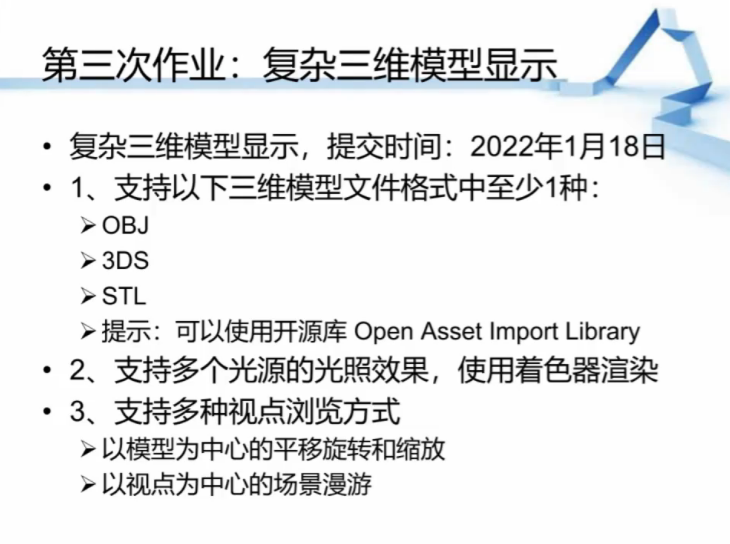 第三次作业：复杂三维模型显示
• 复杂三维模型显示，提交时间：2022年1月18日
• 1、支持以下三维模型文件格式中至少1种：
➢ OBJ
➢ 3DS
➢ STL
➢ 提示：可以使用开源库 Open Asset Import Library
• 2、支持多个光源的光照效果，使用着色器渲染
• 3、支持多种视点浏览方式
➢ 以模型为中心的平移旋转和缩放
➢ 以视点为中心的场景漫游